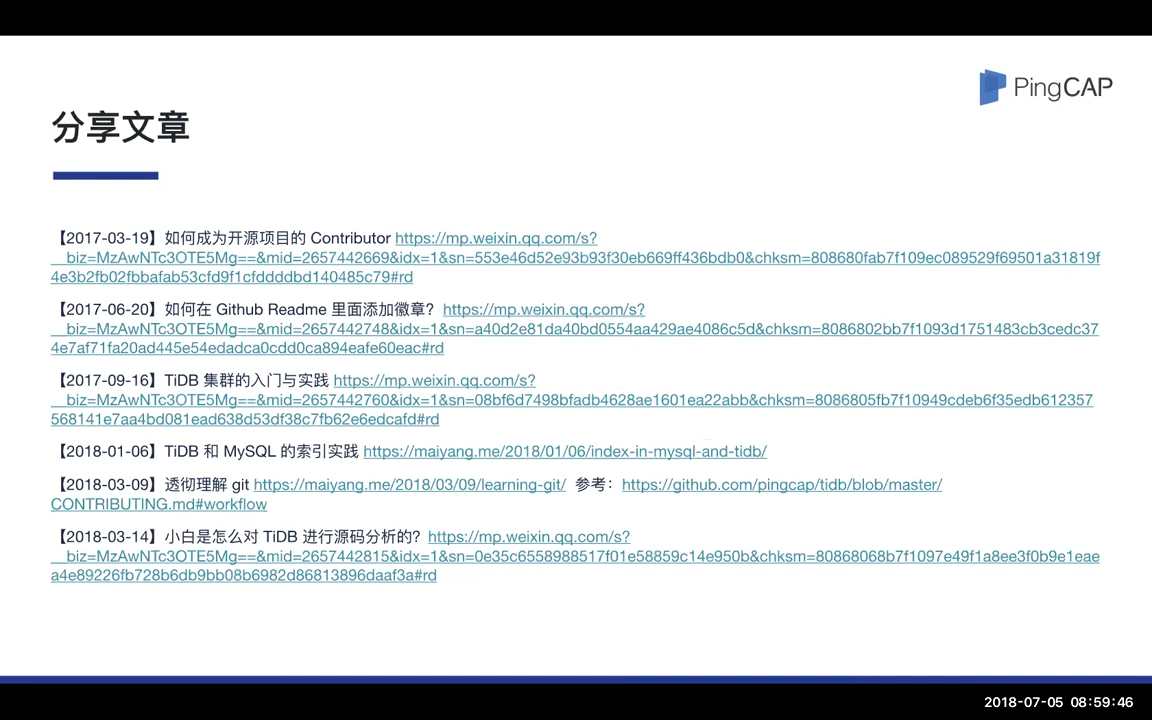 PingCAP
分享文章
【2017-03-19】如何成为开源项目的 Contributor https://mp.weixin.qq.com/s?
__biz=MzAwNTc3OTE5Mg==&mid=2657442669&idx=1&sn=553e46d52e93b93f30eb669ff436bdb0&chksm=808680fab7f109ec089529f69501a31819f
4e3b2fb02fbbafab53cfd9f1cfddddbd140485c79#rd
【2017-06-20】如何在 Github Readme 里面添加徽章？ https://mp.weixin.qq.com/s?
__biz=MzAwNTc3OTE5Mg==&mid=2657442748&idx=1&sn=a40d2e81da40bd0554aa429ae4086c5d&chksm=8086802bb7f1093d1751483cb3cedc37
4e7af71fa20ad445e54edadca0cdd0ca894eafe60eac#rd
【2017-09-16】TiDB 集群的入门与实践 https://mp.weixin.qq.com/s?
__biz=MzAwNTc3OTE5Mg==&mid=2657442760&idx=1&sn=08bf6d7498bfadb4628ae1601ea22abb&chksm=8086805fb7f10949cdeb6f35edb612357
568141e7aa4bd081ead638d53df38c7fb62e6edcafd#rd
【2018-01-06】TiDB 和 MySQL 的索引实践 https://maiyang.me/2018/01/06/index-in-mysql-and-tidb/
【2018-03-09】透彻理解 git https://maiyang.me/2018/03/09/learning-git/ 参考：https://github.com/pingcap/tidb/blob/master/
CONTRIBUTING.md#workflow
【2018-03-14】小白是怎么对 TiDB 进行源码分析的？ https://mp.weixin.qq.com/s?
__biz=MzAwNTc3OTE5Mg==&mid=2657442815&idx=1&sn=0e35c6558988517f01e58859c14e950b&chksm=80868068b7f1097e49f1a8ee3f0b9e1eae
a4e89226fb728b6db9bb08b6982d86813896daaf3a#rd
2018-07-05 08:59:46